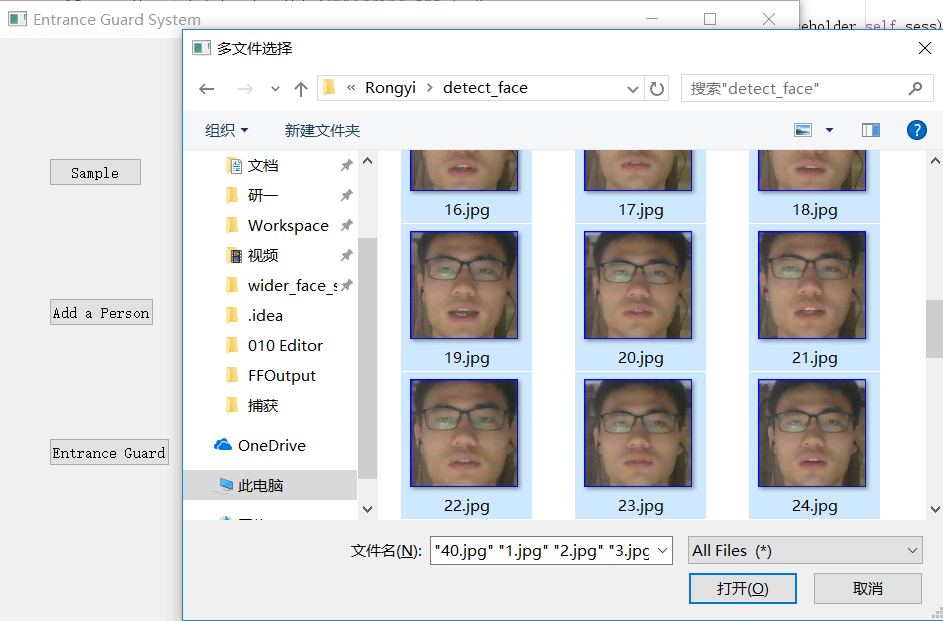 Entrance Guard System
eholder self.sess)
多文件选择
« Rongyi › detect_face
搜索"detect_face"
组织
新建文件夹
?
Sample
Add a Person
Entrance Guard
文档
研一
Workspace
视频
wider_face_s
.idea
010 Editor
FFOutput
捕获
OneDrive
此电脑
16.jpg 17.jpg 18.jpg
19.jpg 20.jpg 21.jpg
22.jpg 23.jpg 24.jpg
文件名(N): "40.jpg" "1.jpg" "2.jpg" "3.jpg
All Files (*)
打开(O) 取消